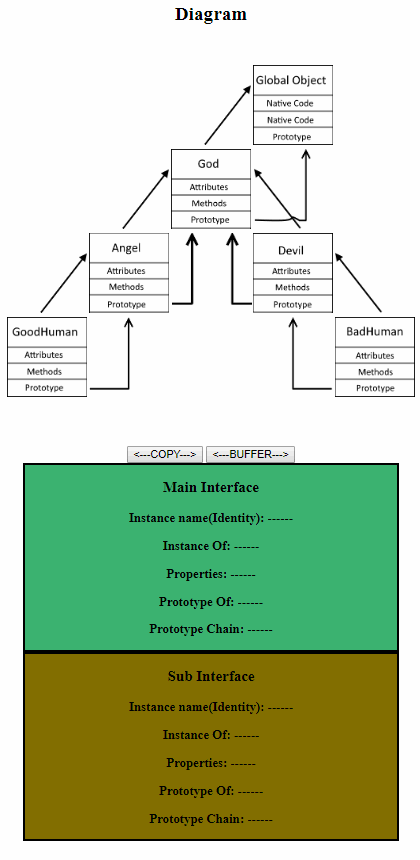 Diagram
Global Object
Native Code
Native Code
Prototype
God
Attributes
Methods
Prototype
Angel
Attributes
Methods
Prototype
Devil
Attributes
Methods
Prototype
GoodHuman
Attributes
Methods
Prototype
BadHuman
Attributes
Methods
Prototype
<---COPY---> <---BUFFER--->
Main Interface
Instance name(Identity): ------
Instance Of: ------
Properties: ------
Prototype Of: ------
Prototype Chain: ------
Sub Interface
Instance name(Identity): ------
Instance Of: ------
Properties: ------
Prototype Of: ------
Prototype Chain: ------